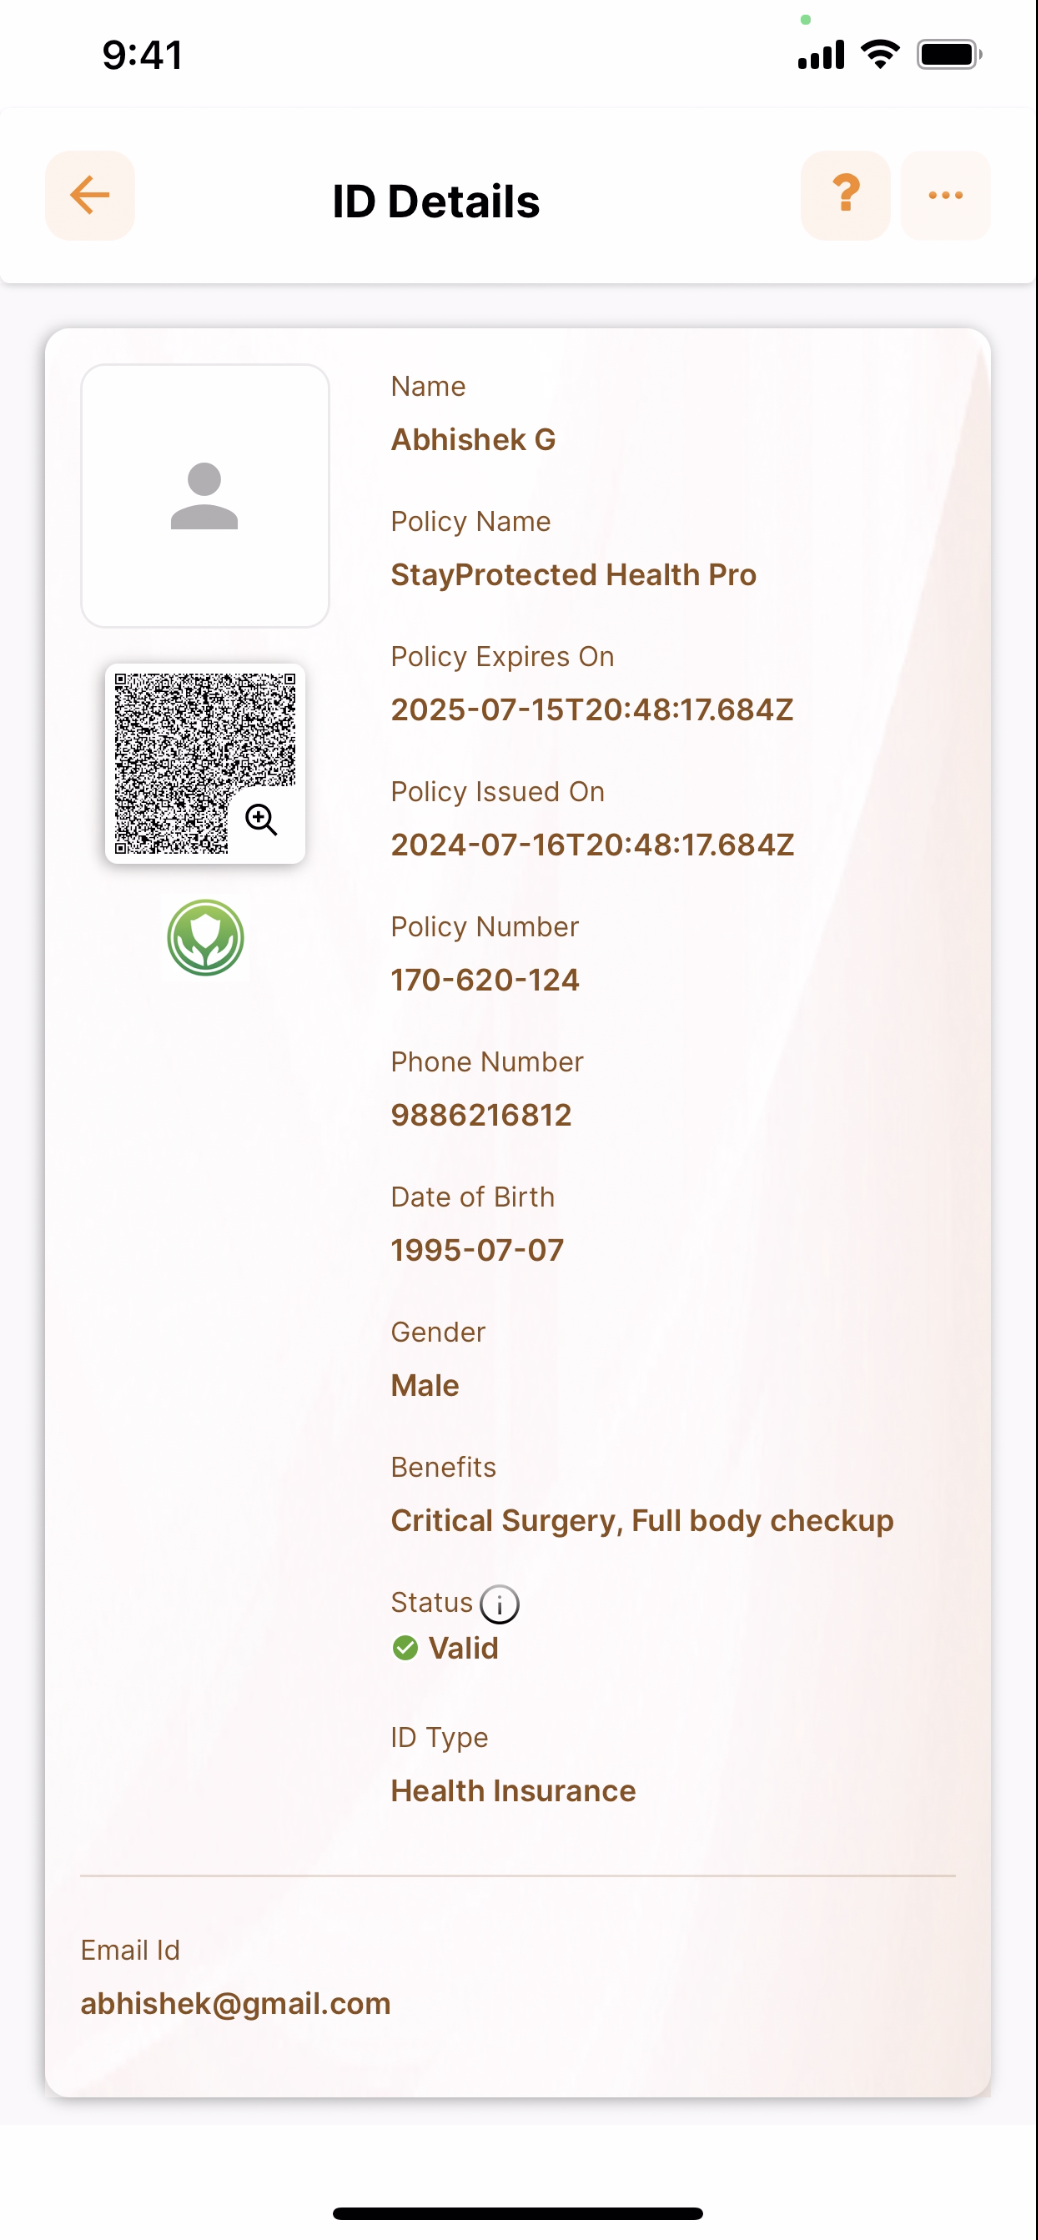 9:41
ID Details
?
Name
Abhishek G
Policy Name
StayProtected Health Pro
Policy Expires On
2025-07-15T20:48:17.684Z
Policy Issued On
2024-07-16T20:48:17.684Z
Policy Number
170-620-124
Phone Number
9886216812
Date of Birth
1995-07-07
Gender
Male
Benefits
Critical Surgery, Full body checkup
Status
Valid
ID Type
Health Insurance
Email Id
abhishek@gmail.com